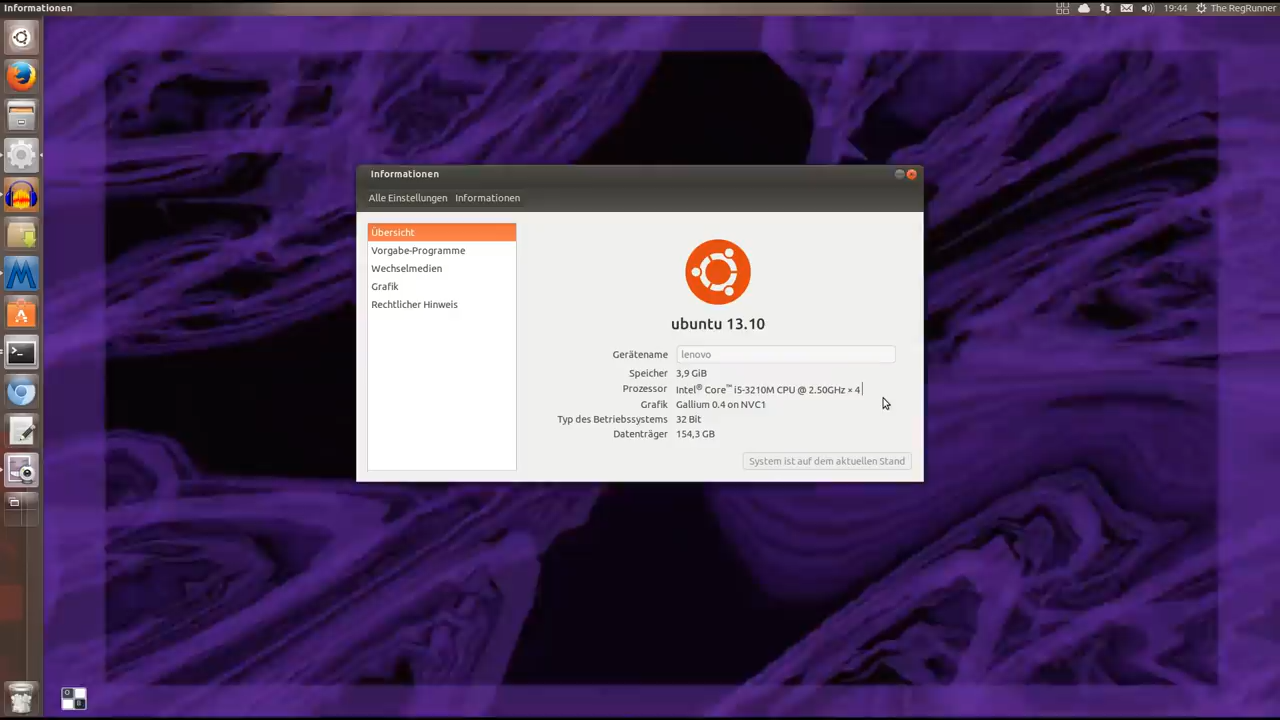 Informationen
19:44
The RegRunner
Informationen
Alle Einstellungen
Informationen
Übersicht
Vorgabe-Programme
Wechselmedien
Grafik
Rechtlicher Hinweis
ubuntu 13.10
Gerätename lenovo
Speicher 3,9 GiB
Prozessor Intel® Core™ i5-3210M CPU @ 2.50GHz × 4
Grafik Gallium 0.4 on NVC1
Typ des Betriebssystems 32 Bit
Datenträger 154,3 GB
System ist auf dem aktuellen Stand